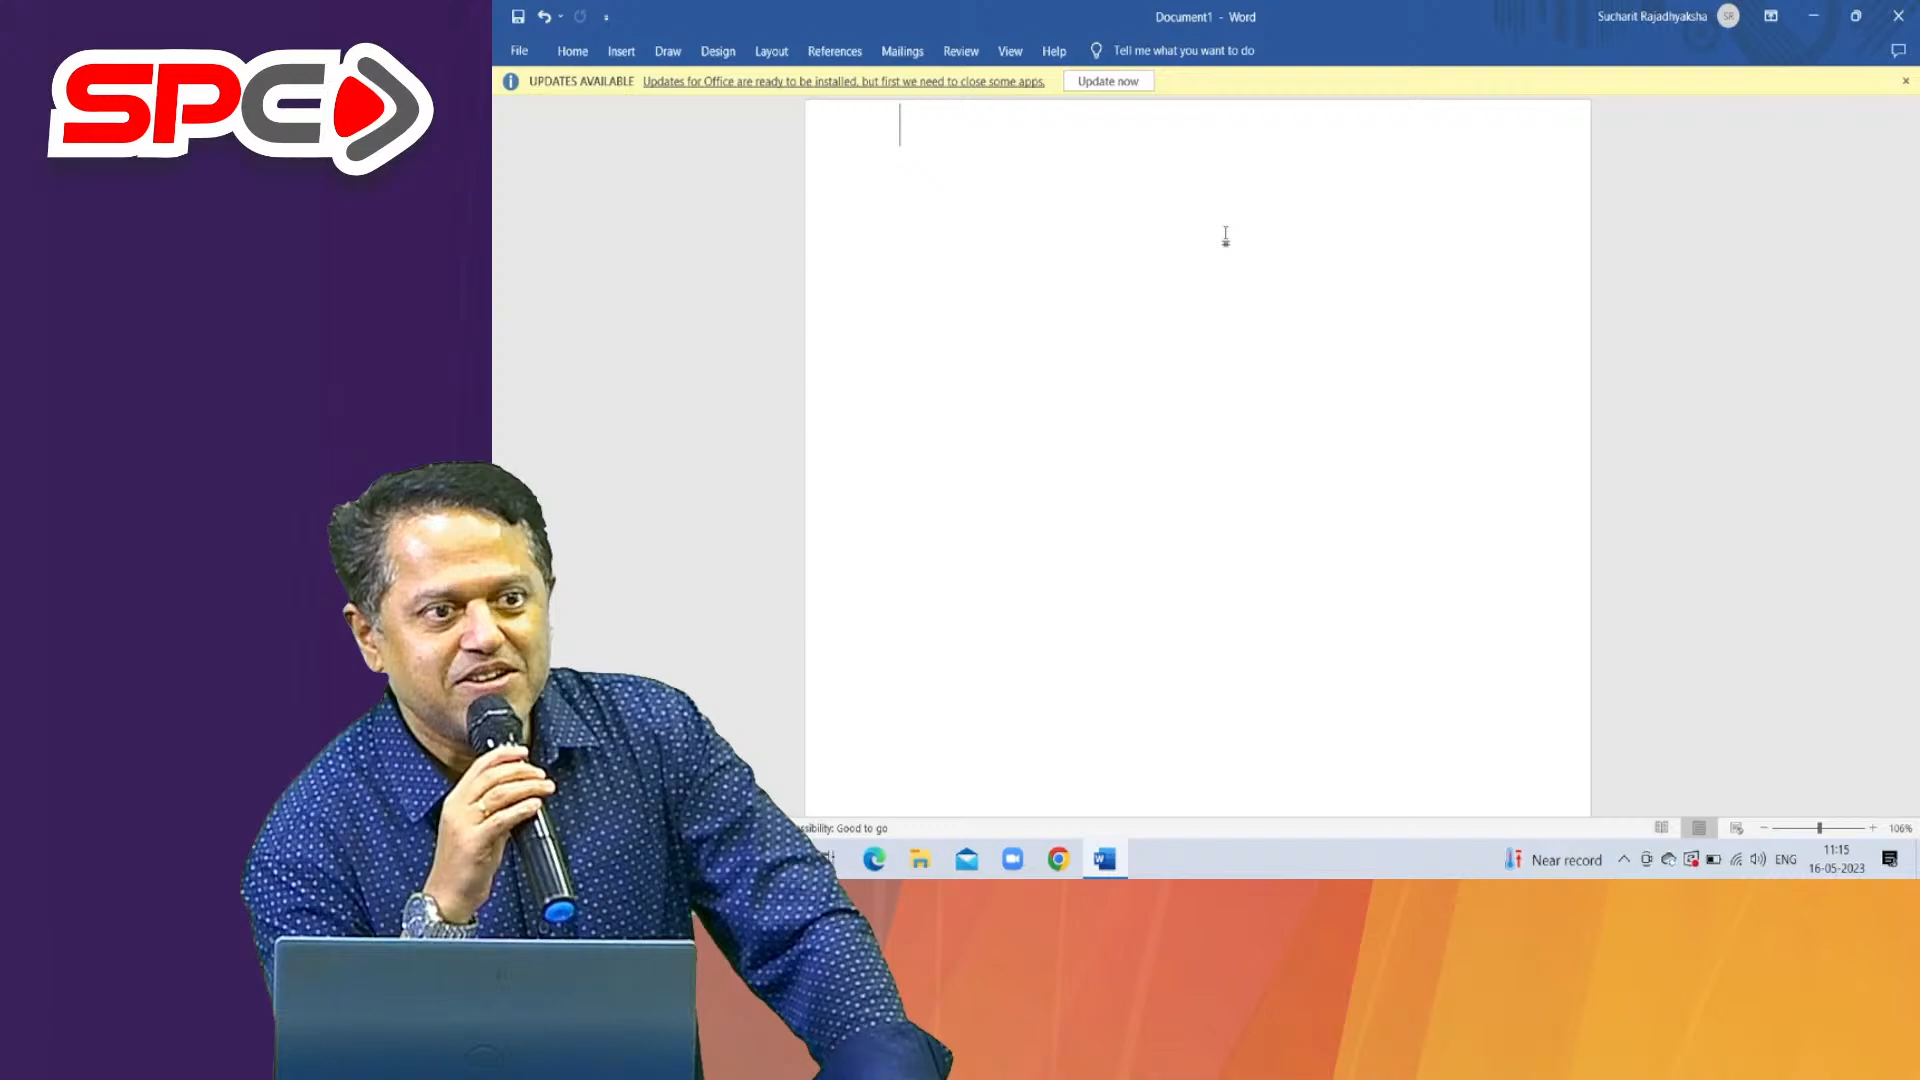 SPE
Document1 - Word
Sucharit Rajadhyaksha SR
File Home Insert Draw Design Layout References Mailings Review View Help Tell me what you want to do
UPDATES AVAILABLE Updates for Office are ready to be installed, but first we need to close some apps. Update now
ssibility: Good to go
106%
Near record
ENG
11:15
16-05-2023